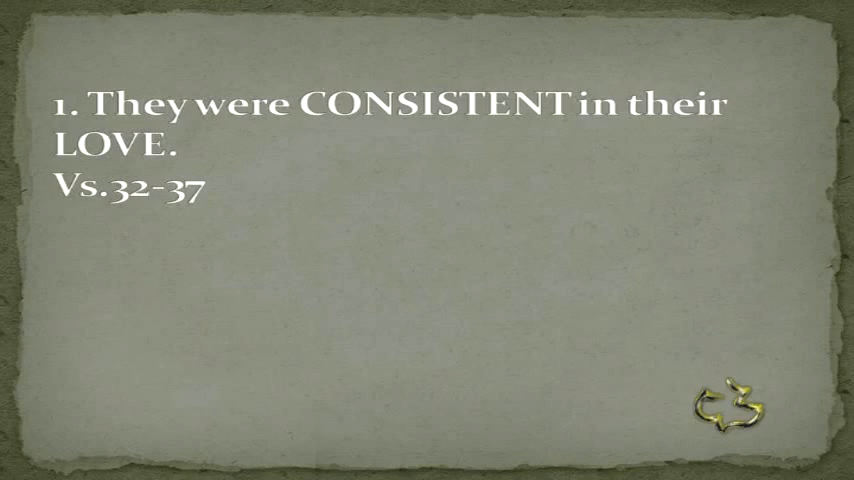 1. They were CONSISTENT in their
LOVE.
Vs.32-37